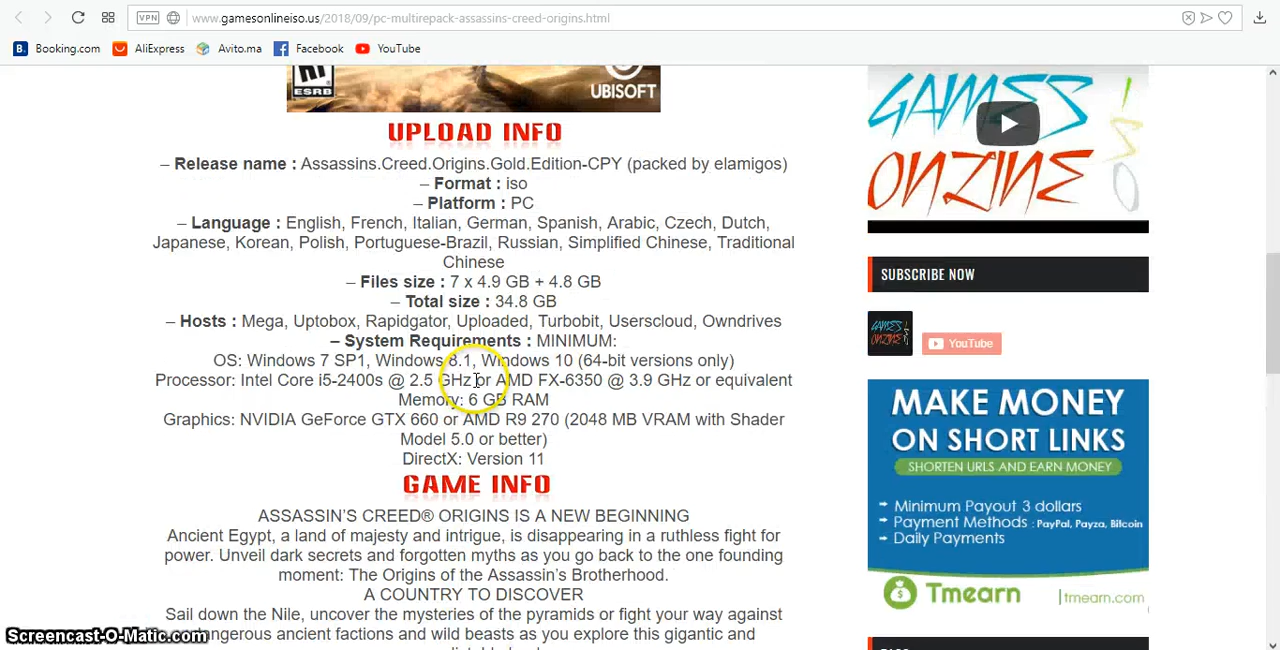 VPN www.gamesonlineiso.us/2018/09/pc-multirepack-assassins-creed-origins.html
B. Booking.com AliExpress Avito.ma Facebook YouTube
ESRB
UBISOFT
UPLOAD INFO
– Release name : Assassins.Creed.Origins.Gold.Edition-CPY (packed by elamigos)
– Format : iso
– Platform : PC
– Language : English, French, Italian, German, Spanish, Arabic, Czech, Dutch,
Japanese, Korean, Polish, Portuguese-Brazil, Russian, Simplified Chinese, Traditional
Chinese
– Files size : 7 x 4.9 GB + 4.8 GB
– Total size : 34.8 GB
– Hosts : Mega, Uptobox, Rapidgator, Uploaded, Turbobit, Userscloud, Owndrives
– System Requirements : MINIMUM:
OS: Windows 7 SP1, Windows 8.1, Windows 10 (64-bit versions only)
Processor: Intel Core i5-2400s @ 2.5 GHz or AMD FX-6350 @ 3.9 GHz or equivalent
Memory: 6 GB RAM
Graphics: NVIDIA GeForce GTX 660 or AMD R9 270 (2048 MB VRAM with Shader
Model 5.0 or better)
DirectX: Version 11
GAME INFO
ASSASSIN'S CREED® ORIGINS IS A NEW BEGINNING
Ancient Egypt, a land of majesty and intrigue, is disappearing in a ruthless fight for
power. Unveil dark secrets and forgotten myths as you go back to the one founding
moment: The Origins of the Assassin's Brotherhood.
A COUNTRY TO DISCOVER
Sail down the Nile, uncover the mysteries of the pyramids or fight your way against
dangerous ancient factions and wild beasts as you explore this gigantic and
GAMES
ONZINE
ISO
SUBSCRIBE NOW
GAMES
ONZINE
YouTube
MAKE MONEY
ON SHORT LINKS
SHORTEN URLS AND EARN MONEY
Minimum Payout 3 dollars
Payment Methods : PayPal, Payza, Bitcoin
Daily Payments
Tmearn |tmearn.com
Screencast-O-Matic.com